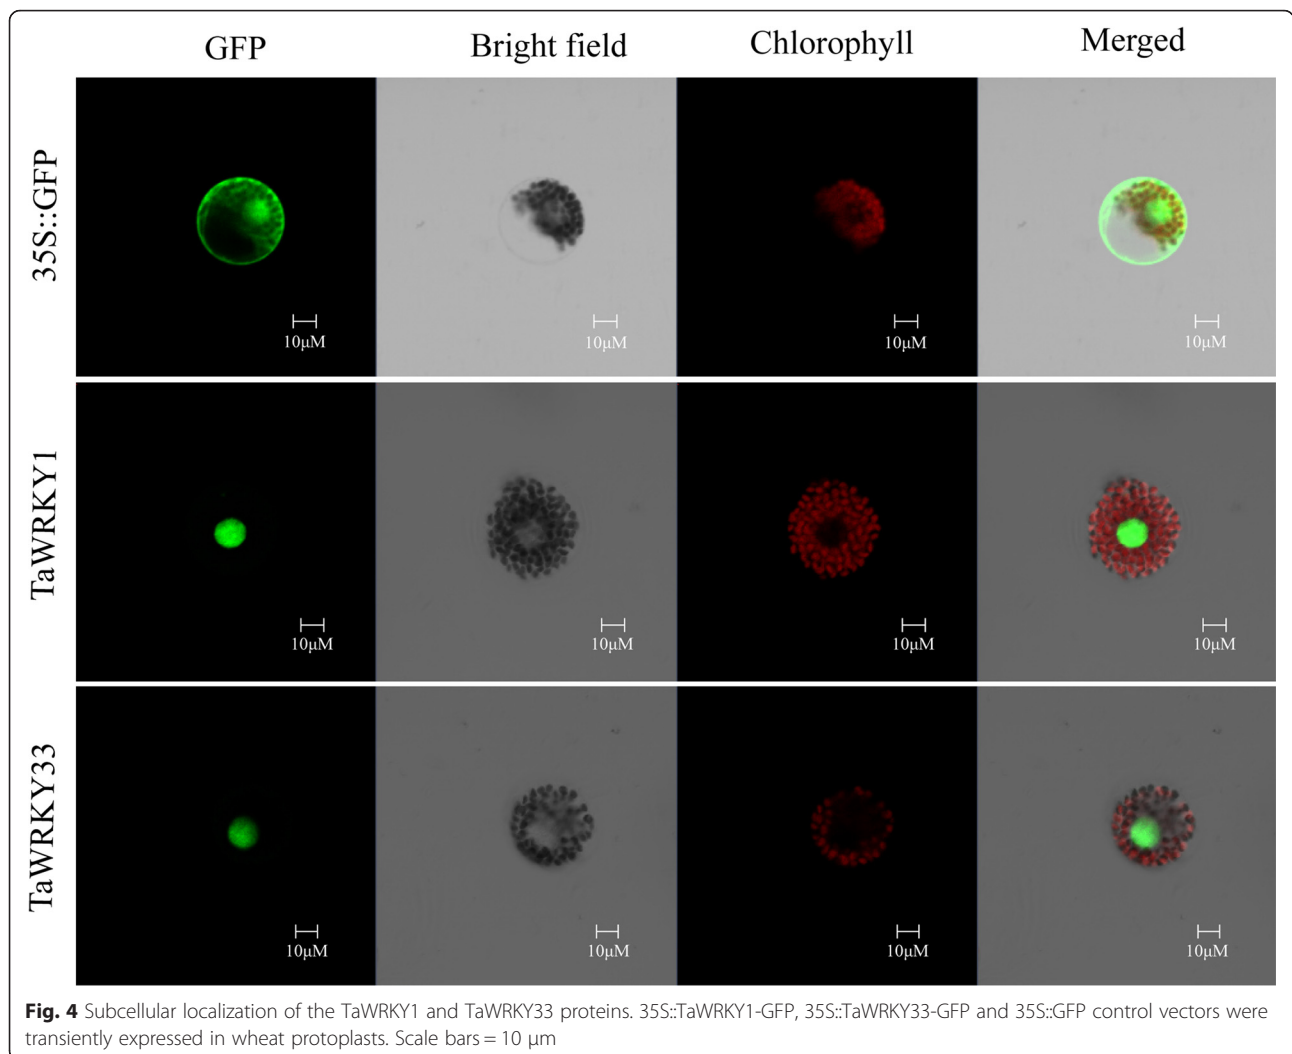 GFP Bright field Chlorophyll Merged
35S::GFP
10μM 10μM 10μM 10μM
TaWRKY1
10μM 10μM 10μM 10μM
TaWRKY33
10μM 10μM 10μM 10μM
Fig. 4 Subcellular localization of the TaWRKY1 and TaWRKY33 proteins. 35S::TaWRKY1-GFP, 35S::TaWRKY33-GFP and 35S::GFP control vectors were
transiently expressed in wheat protoplasts. Scale bars = 10 μm